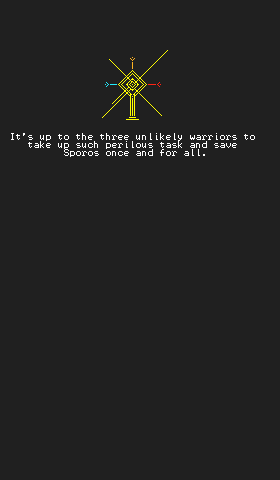 It's up to the three unlikely warriors to
take up such perilous task and save
Sporos once and for all.